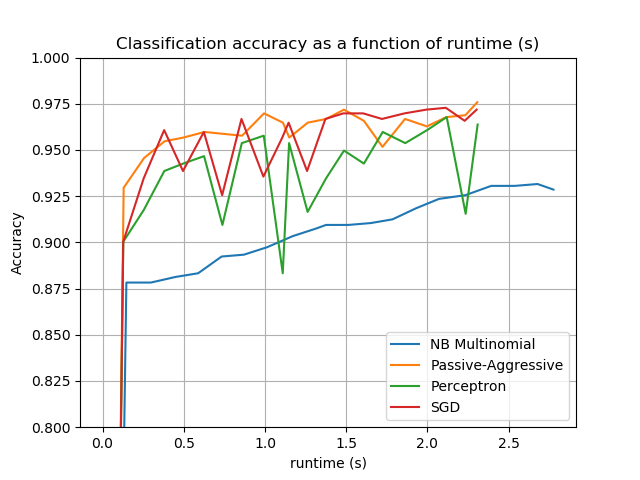 Classification accuracy as a function of runtime (s)
1.000
0.975
0.950
0.925
0.900
0.875
0.850
0.825
0.800
Accuracy
0.0
0.5
1.0
1.5
2.0
2.5
runtime (s)
NB Multinomial
Passive-Aggressive
Perceptron
SGD